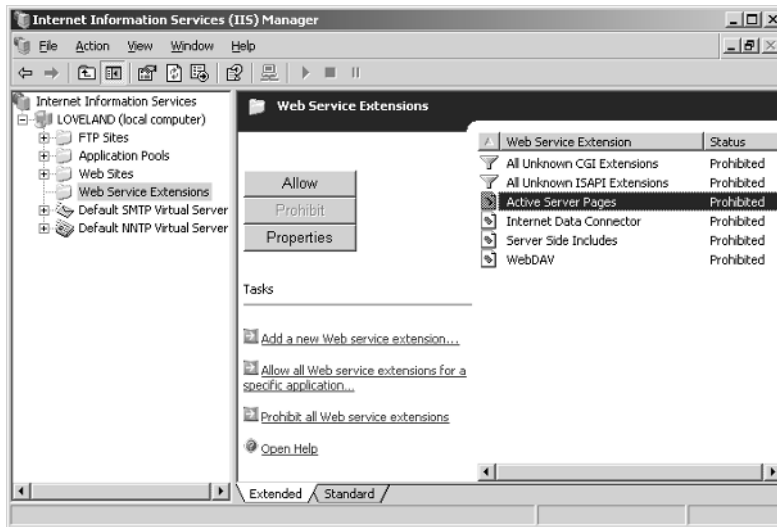 Internet Information Services (IIS) Manager
File Action View Window Help
Internet Information Services
LOVELAND (local computer)
FTP Sites
Application Pools
Web Sites
Web Service Extensions
Default SMTP Virtual Server
Default NNTP Virtual Server
Web Service Extensions
Allow
Prohibit
Properties
Tasks
Add a new Web service extension...
Allow all Web service extensions for a
specific application...
Prohibit all Web service extensions
Open Help
Web Service Extension Status
All Unknown CGI Extensions Prohibited
All Unknown ISAPI Extensions Prohibited
Active Server Pages Prohibited
Internet Data Connector Prohibited
Server Side Includes Prohibited
WebDAV Prohibited
Extended Standard